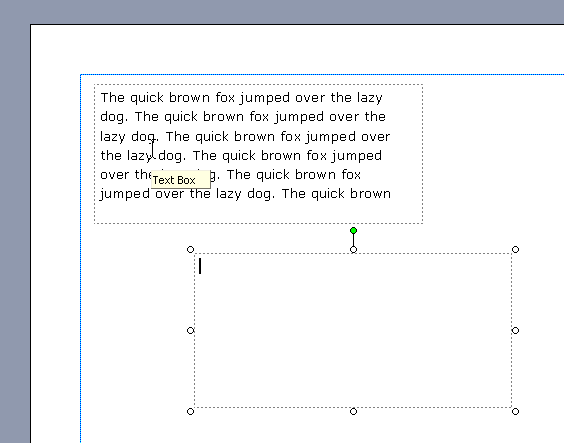 The quick brown fox jumped over the lazy
dog. The quick brown fox jumped over the
lazy dog. The quick brown fox jumped over
the lazy dog. The quick brown fox jumped
over the g. The quick brown fox
Text Box
jumped over the lazy dog. The quick brown